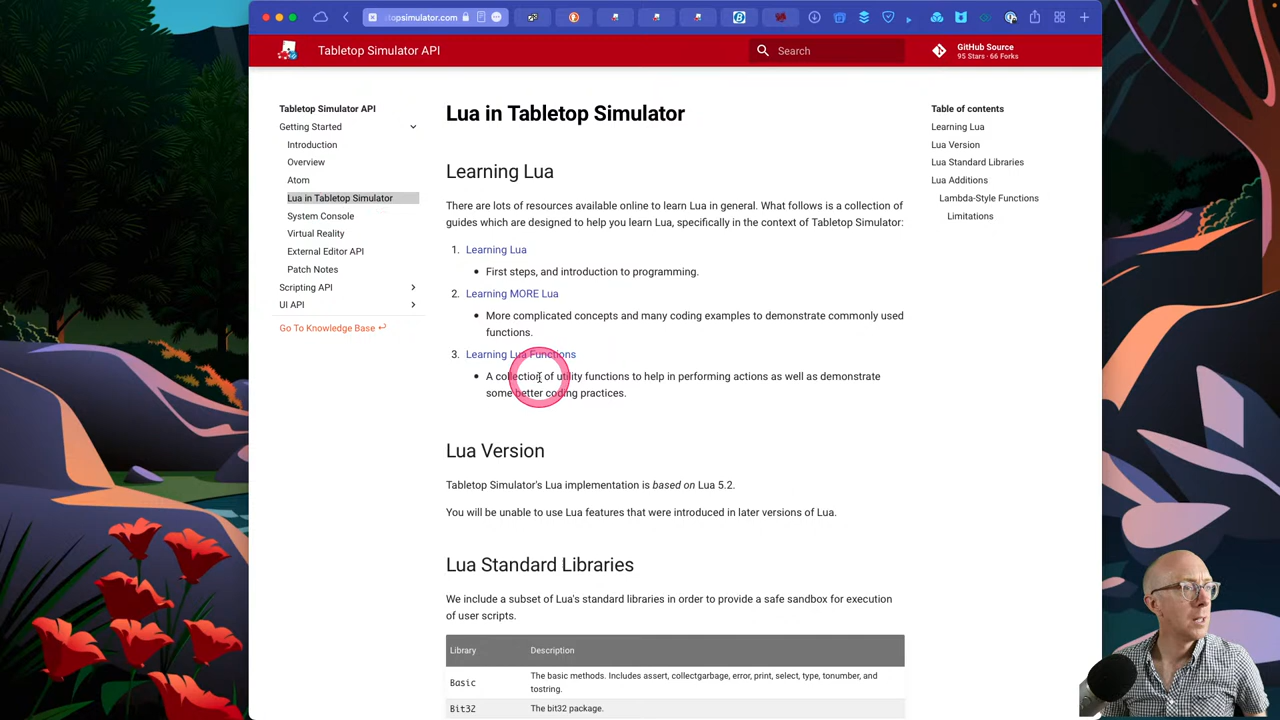 opsimulator.com
Tabletop Simulator API
Search
GitHub Source
95 Stars · 66 Forks
Tabletop Simulator API
Getting Started
Introduction
Overview
Atom
Lua in Tabletop Simulator
System Console
Virtual Reality
External Editor API
Patch Notes
Scripting API
UI API
Go To Knowledge Base
Lua in Tabletop Simulator
Learning Lua
There are lots of resources available online to learn Lua in general. What follows is a collection of
guides which are designed to help you learn Lua, specifically in the context of Tabletop Simulator:
1. Learning Lua
• First steps, and introduction to programming.
2. Learning MORE Lua
• More complicated concepts and many coding examples to demonstrate commonly used
functions.
3. Learning Lua Functions
• A collection of utility functions to help in performing actions as well as demonstrate
some better coding practices.
Lua Version
Tabletop Simulator's Lua implementation is based on Lua 5.2.
You will be unable to use Lua features that were introduced in later versions of Lua.
Lua Standard Libraries
We include a subset of Lua's standard libraries in order to provide a safe sandbox for execution
of user scripts.
Library Description
Basic The basic methods. Includes assert, collectgarbage, error, print, select, type, tonumber, and
tostring.
Bit32 The bit32 package.
Table of contents
Learning Lua
Lua Version
Lua Standard Libraries
Lua Additions
Lambda-Style Functions
Limitations